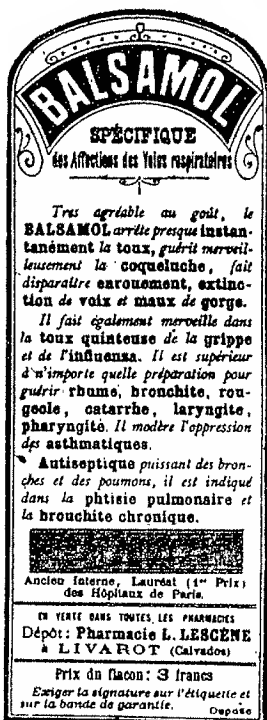 BALSAMOL
SPÉCIFIQUE
des Affections des Voies respiratoires
Très agréable au goût, le
BALSAMOL arrête presque instan-
tanément la toux, guérit merveil-
leusement la coqueluche, fait
disparaître enrouement, extinc-
tion de voix et maux de gorge.
Il fait également merveille dans
la toux quinteuse de la grippe
et de l'influenza. Il est supérieur
à n'importe quelle préparation pour
guérir rhume, bronchite, rou-
geole, catarrhe, laryngite,
pharyngite. Il modère l'oppression
des asthmatiques.
Antiseptique puissant des bron-
ches et des poumons, il est indiqué
dans la phtisie pulmonaire et
la bronchite chronique.
Ancien Interne, Lauréat (1er Prix)
des Hôpitaux de Paris.
EN VENTE DANS TOUTES LES PHARMACIES
Dépôt: Pharmacie L. LESCÈNE
à LIVAROT (Calvados)
Prix du flacon: 3 francs
Exiger la signature sur l'étiquette et
sur la bande de garantie.
Déposé